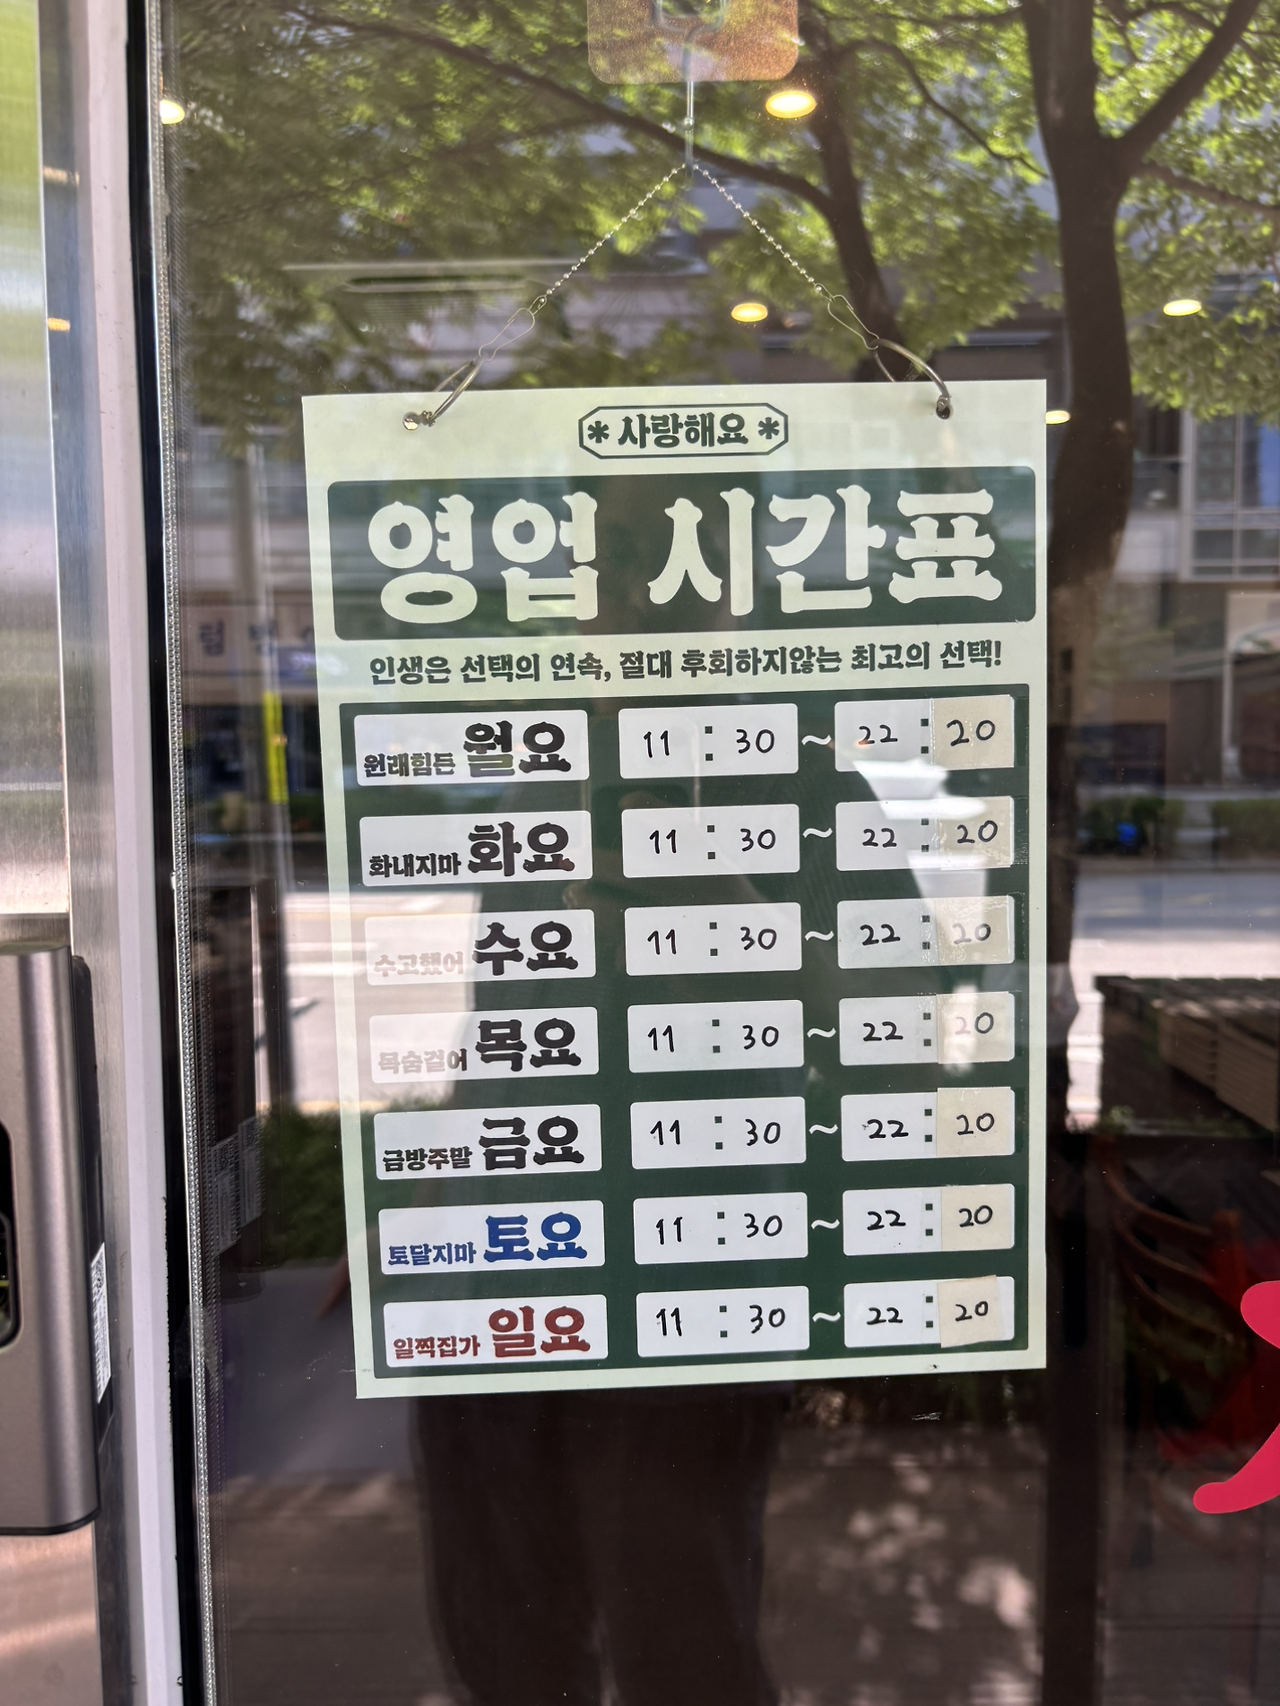 * 사랑해요 *
영업 시간표
인생은 선택의 연속, 절대 후회하지않는 최고의 선택!
원래힘든 월요 11 : 30 ~ 22 : 20
화내지마 화요 11 : 30 ~ 22 : 20
수고했어 수요 11 : 30 ~ 22 : 20
목숨걸어 목요 11 : 30 ~ 22 : 20
금방주말 금요 11 : 30 ~ 22 : 20
토달지마 토요 11 : 30 ~ 22 : 20
일찍집가 일요 11 : 30 ~ 22 : 20